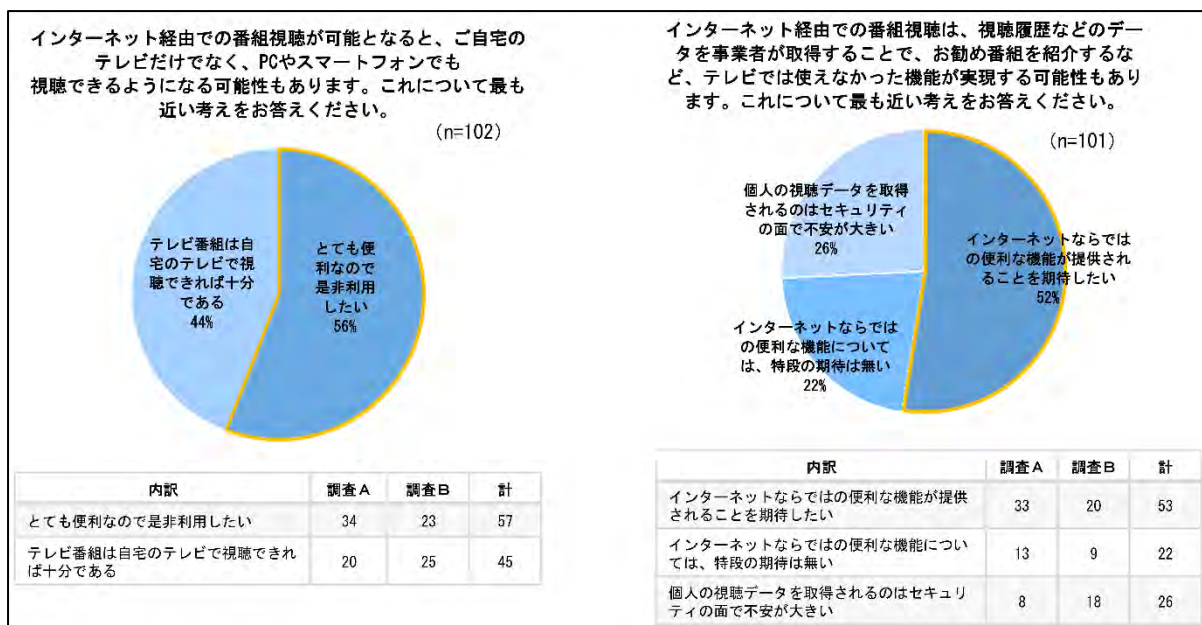 インターネット経由での番組視聴が可能となると、ご自宅の
テレビだけでなく、PCやスマートフォンでも
視聴できるようになる可能性もあります。これについて最も
近い考えをお答えください。
(n=102)
テレビ番組は自
宅のテレビで視
聴できれば十分
である
44%
とても便
利なので
是非利用
したい
56%
内訳 調査A 調査B 計
とても便利なので是非利用したい 34 23 57
テレビ番組は自宅のテレビで視聴できれ
ば十分である 20 25 45
インターネット経由での番組視聴は、視聴履歴などのデー
タを事業者が取得することで、お勧め番組を紹介するな
ど、テレビでは使えなかった機能が実現する可能性もあり
ます。これについて最も近い考えをお答えください。
(n=101)
個人の視聴データを取得
されるのはセキュリティ
の面で不安が大きい
26%
インターネットならでは
の便利な機能が提供され
ることを期待したい
52%
インターネットならでは
の便利な機能について
は、特段の期待は無い
22%
内訳 調査A 調査B 計
インターネットならではの便利な機能が提供
されることを期待したい 33 20 53
インターネットならではの便利な機能につい
ては、特段の期待は無い 13 9 22
個人の視聴データを取得されるのはセキュリ
ティの面で不安が大きい 8 18 26